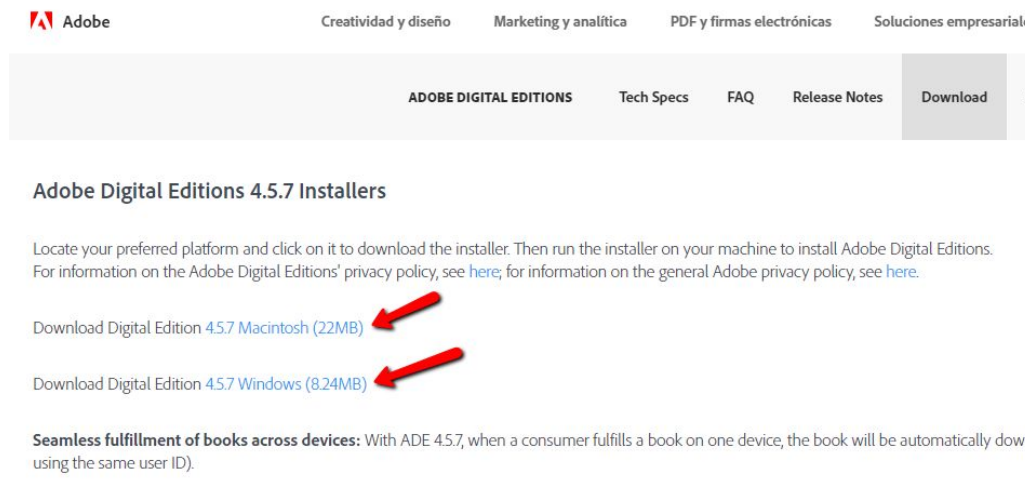 Adobe Creatividad y diseño Marketing y analítica PDF y firmas electrónicas Soluciones
ADOBE DIGITAL EDITIONS Tech Specs FAQ Release Notes Download
Adobe Digital Editions 4.5.7 Installers
Locate your preferred platform and click on it to download the installer. Then run the installer on your machine to install Adobe Digital Editions.
For information on the Adobe Digital Editions' privacy policy, see here; for information on the general Adobe privacy policy, see here.
Download Digital Edition 4.5.7 Macintosh (22MB)
Download Digital Edition 4.5.7 Windows (8.24MB)
Seamless fulfillment of books across devices: With ADE 4.5.7, when a consumer fulfills a book on one device, the book will be automatically dow
using the same user ID).